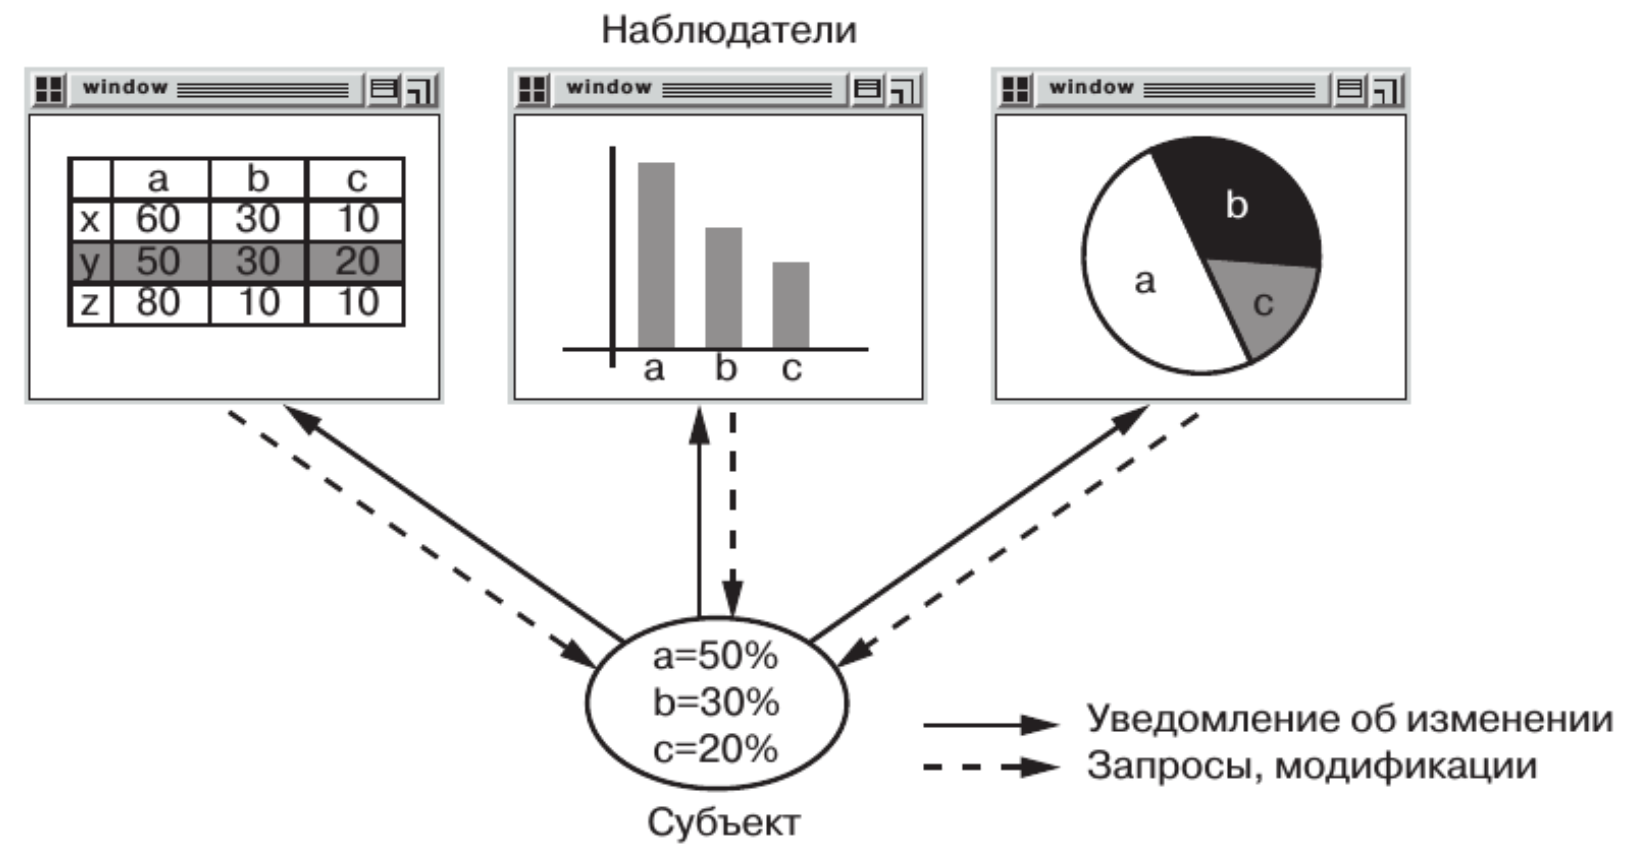 Наблюдатели
window
a b c
x 60 30 10
y 50 30 20
z 80 10 10
window
a b c
window
b
a
c
a=50%
b=30%
c=20%
Субъект
Уведомление об изменении
Запросы, модификации